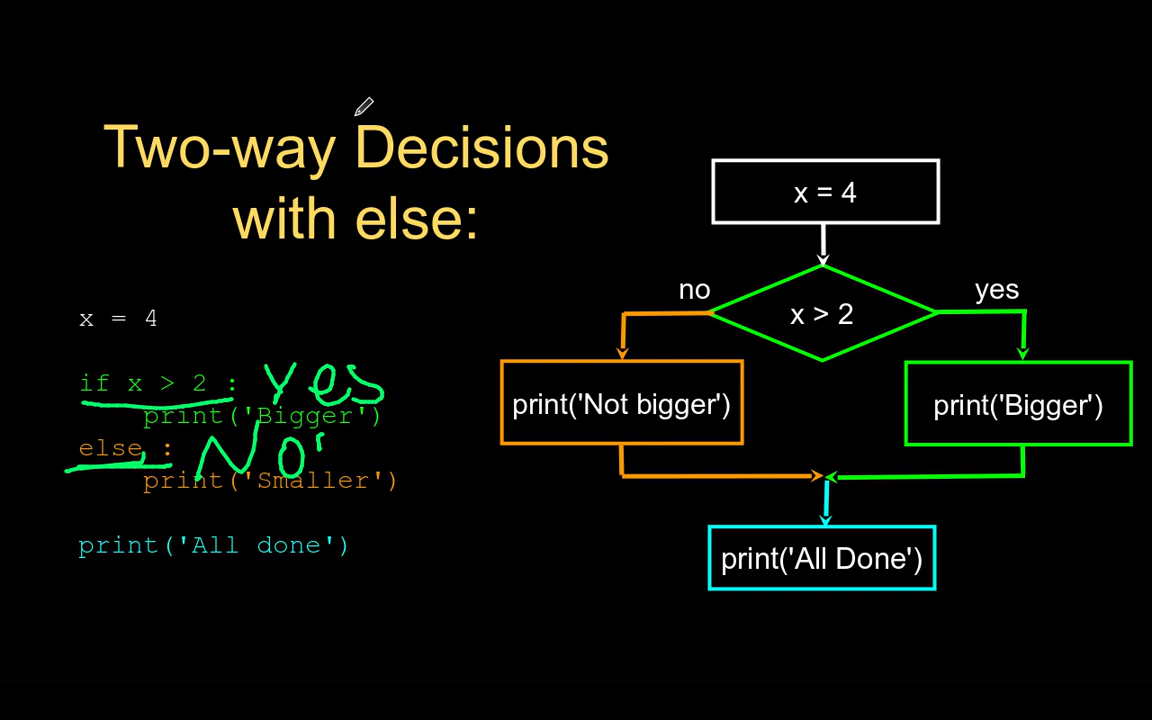 Two-way Decisions
with else:
x = 4
if x > 2 : Yes
    print('Bigger')
else : No
    print('Smaller')
print('All done')
x = 4
no
yes
x > 2
print('Not bigger')
print('Bigger')
print('All Done')